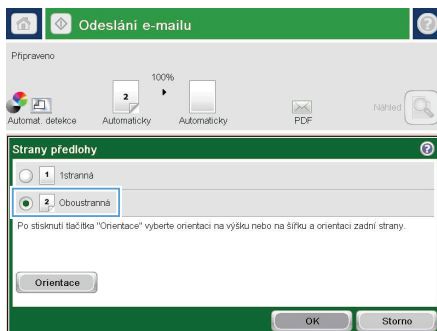 Odeslání e-mailu
Připraveno
100%
2
Automat. detekce
Automaticky
Automaticky
PDF
Náhled
Strany předlohy
1 1stranná
2 Oboustranná
Po stisknutí tlačítka "Orientace" vyberte orientaci na výšku nebo na šířku a orientaci zadní strany.
Orientace
OK
Storno